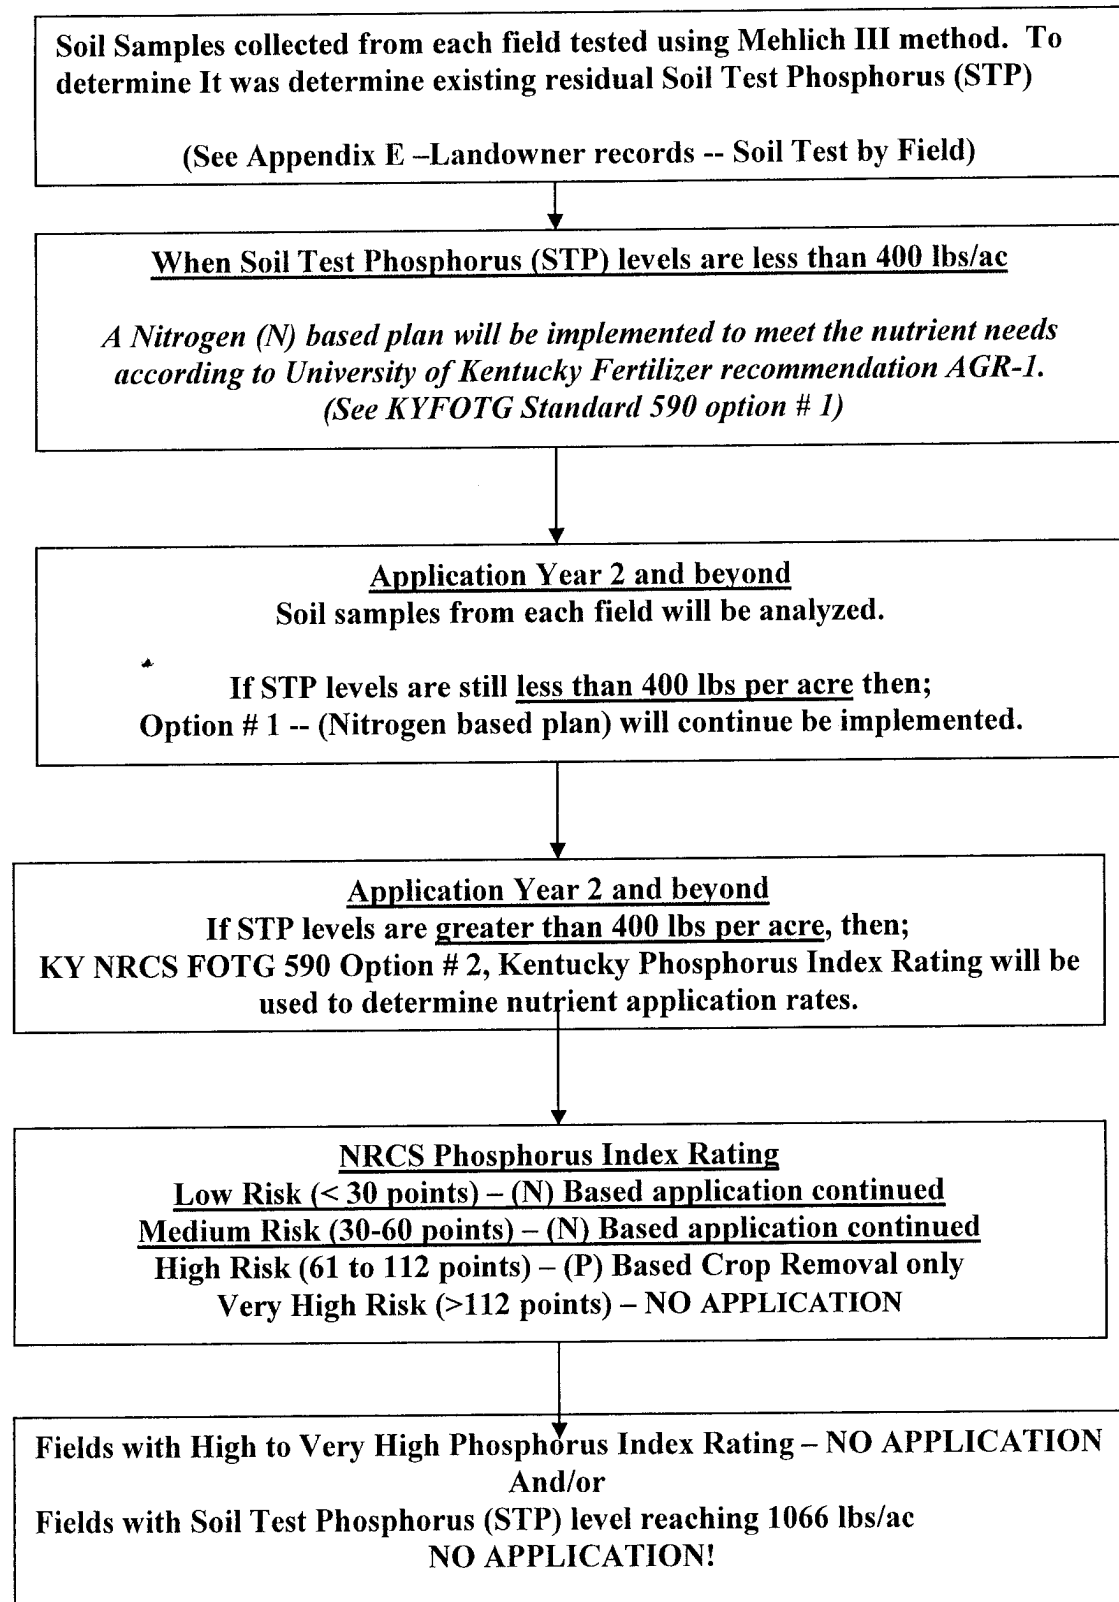 Soil Samples collected from each field tested using Mehlich III method. To
determine It was determine existing residual Soil Test Phosphorus (STP)
(See Appendix E –Landowner records -- Soil Test by Field)
When Soil Test Phosphorus (STP) levels are less than 400 lbs/ac
A Nitrogen (N) based plan will be implemented to meet the nutrient needs
according to University of Kentucky Fertilizer recommendation AGR-1.
(See KYFOTG Standard 590 option # 1)
Application Year 2 and beyond
Soil samples from each field will be analyzed.
If STP levels are still less than 400 lbs per acre then;
Option # 1 -- (Nitrogen based plan) will continue be implemented.
Application Year 2 and beyond
If STP levels are greater than 400 lbs per acre, then;
KY NRCS FOTG 590 Option # 2, Kentucky Phosphorus Index Rating will be
used to determine nutrient application rates.
NRCS Phosphorus Index Rating
Low Risk (< 30 points) – (N) Based application continued
Medium Risk (30-60 points) – (N) Based application continued
High Risk (61 to 112 points) – (P) Based Crop Removal only
Very High Risk (>112 points) – NO APPLICATION
Fields with High to Very High Phosphorus Index Rating – NO APPLICATION
And/or
Fields with Soil Test Phosphorus (STP) level reaching 1066 lbs/ac
NO APPLICATION!